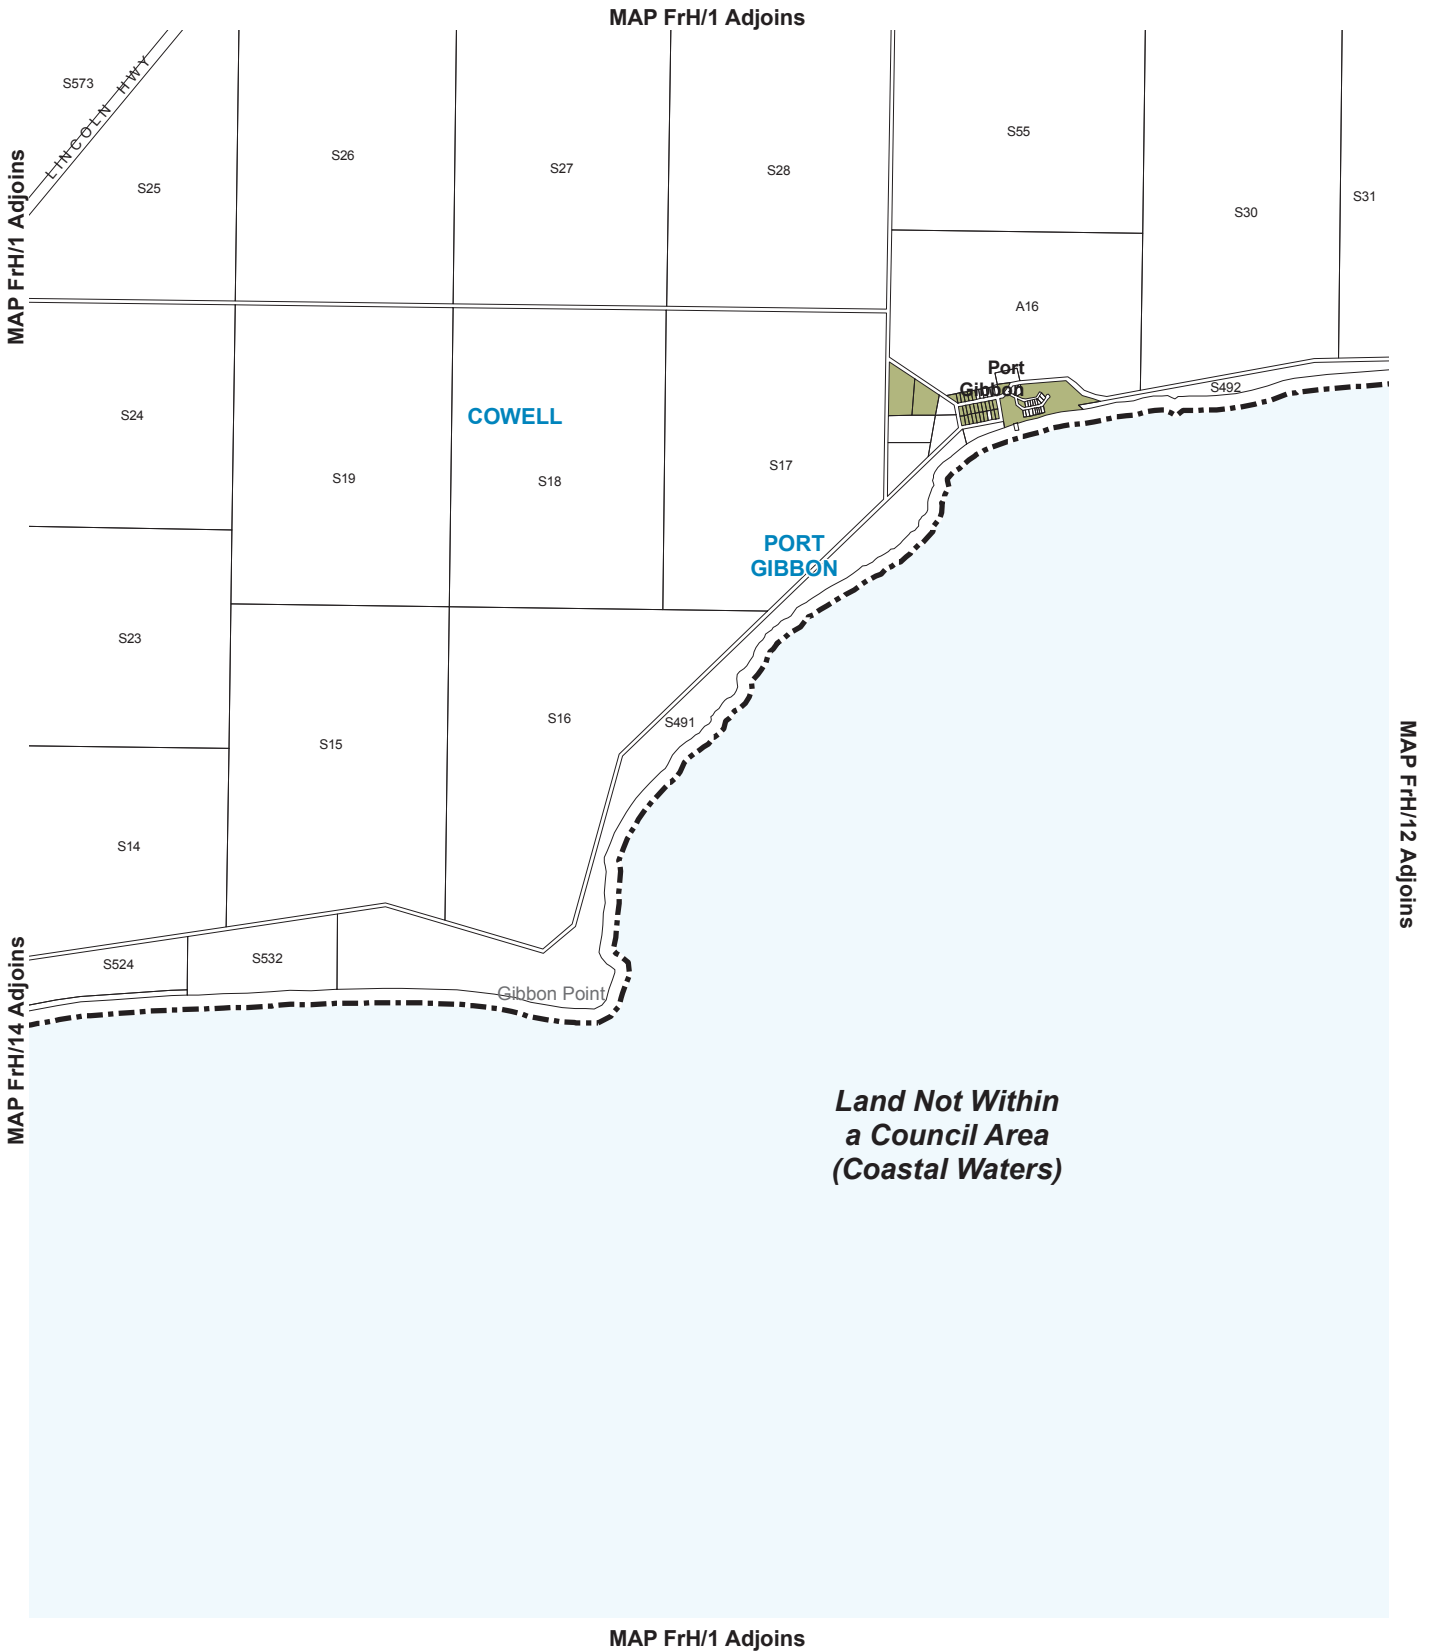 MAP FrH/1 Adjoins
S573
LINCOLN HWY
S25
S26
S27
S28
S55
S30
S31
MAP FrH/1 Adjoins
A16
Port
Gibbon
S492
S24
COWELL
S19
S18
S17
PORT
GIBBON
S23
S15
S16
S491
MAP FrH/12 Adjoins
S14
S524
S532
Gibbon Point
MAP FrH/14 Adjoins
Land Not Within
a Council Area
(Coastal Waters)
MAP FrH/1 Adjoins